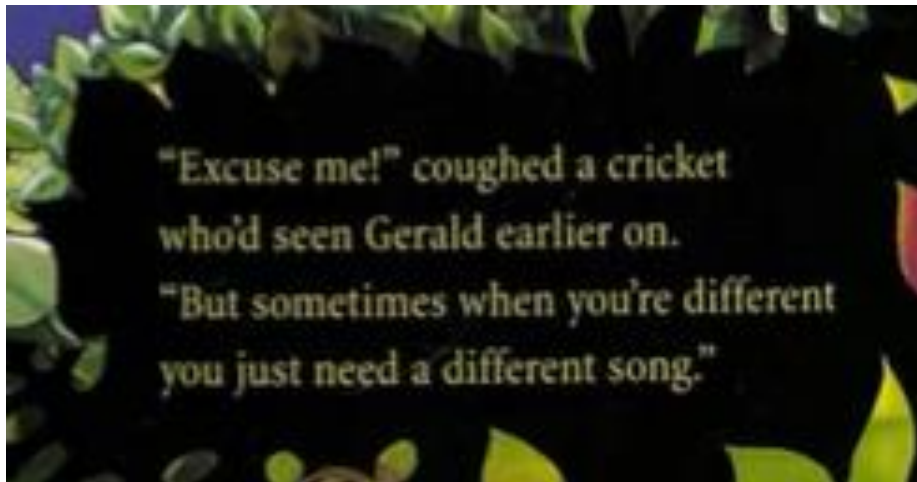 “Excuse me!” coughed a cricket
who’d seen Gerald earlier on.
“But sometimes when you’re different
you just need a different song.”